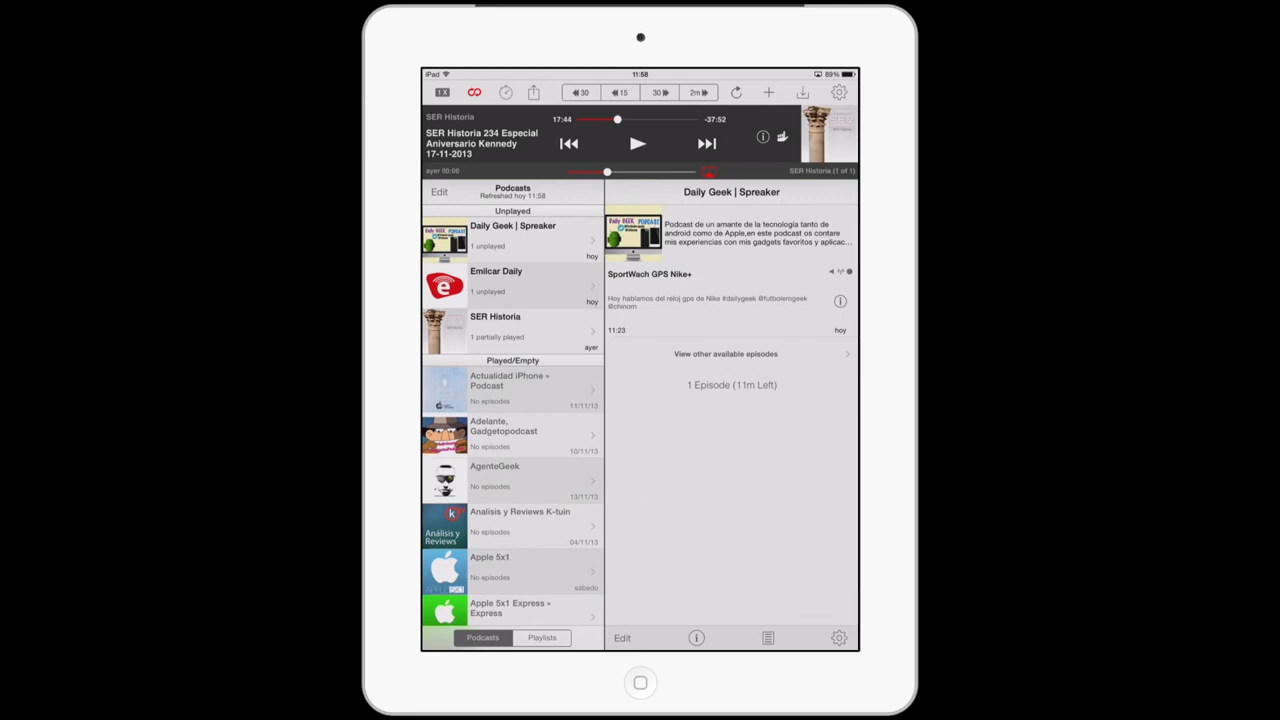 iPad 11:58 89%
1X 30 15 30 2m
SER Historia
17:44 -37:52
SER Historia 234 Especial
Aniversario Kennedy
17-11-2013
ayer 00:00
SER Historia (1 of 1)
Edit
Podcasts
Refreshed hoy 11:58
Unplayed
Daily Geek | Spreaker
1 unplayed
hoy
Emilcar Daily
1 unplayed
hoy
SER Historia
1 partially played
ayer
Played/Empty
Actualidad iPhone »
Podcast
No episodes
11/11/13
Adelante,
Gadgetopodcast
No episodes
10/11/13
AgenteGeek
No episodes
13/11/13
Análisis y
Reviews
Analisis y Reviews K-tuin
No episodes
04/11/13
Apple 5x1
No episodes
sábado
Apple 5x1 Express »
Express
Podcasts
Playlists
Daily Geek | Spreaker
Podcast de un amante de la tecnologia tanto de
android como de Apple,en este podcast os contare
mis experiencias con mis gadgets favoritos y aplicac...
SportWach GPS Nike+
Hoy hablamos del reloj gps de Nike #dailygeek @futbolerogeek
@chinom
11:23
hoy
View other available episodes
1 Episode (11m Left)
Edit